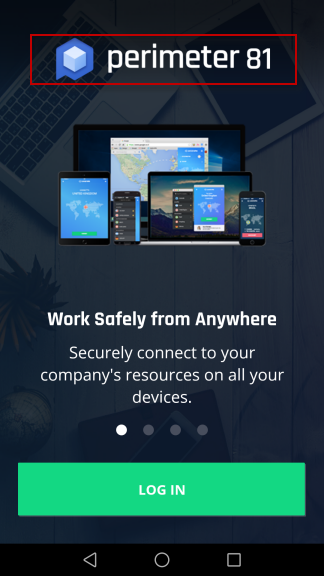 perimeter 81
Work Safely from Anywhere
Securely connect to your
company's resources on all your
devices.
LOG IN